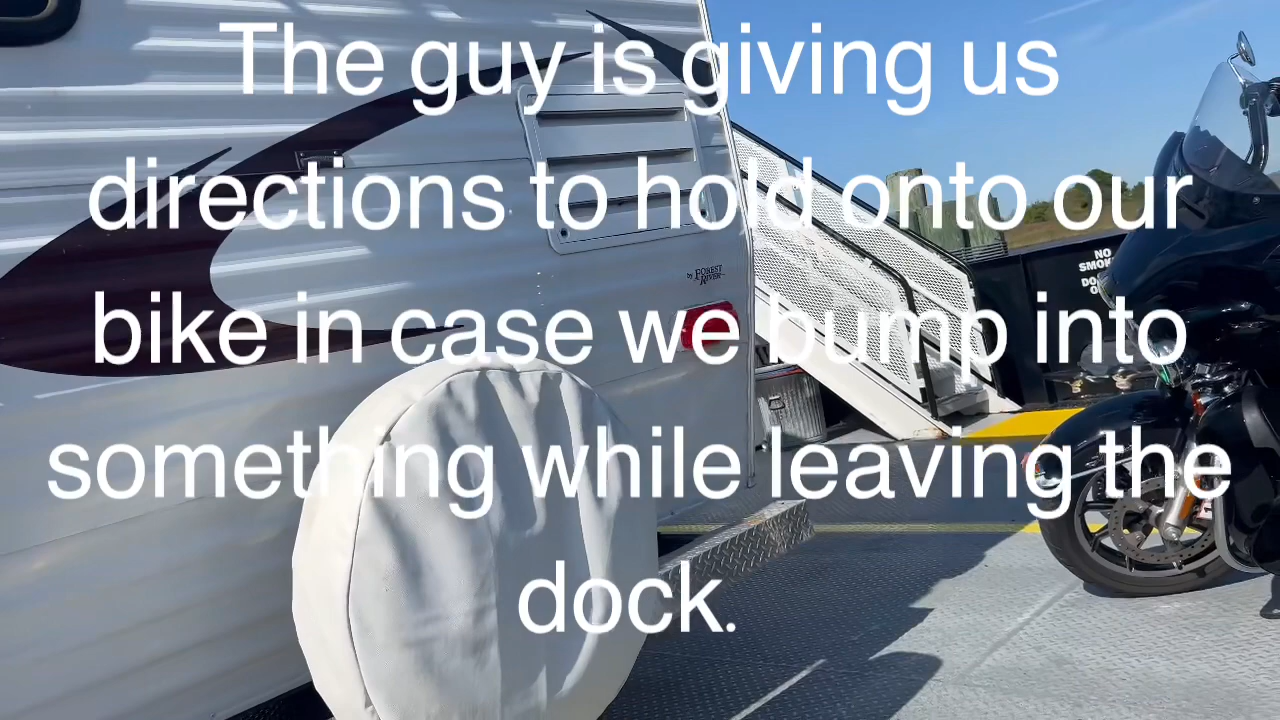 The guy is giving us
directions to hold onto our
bike in case we bump into
something while leaving the
dock.
by FOREST
RIVER
NO